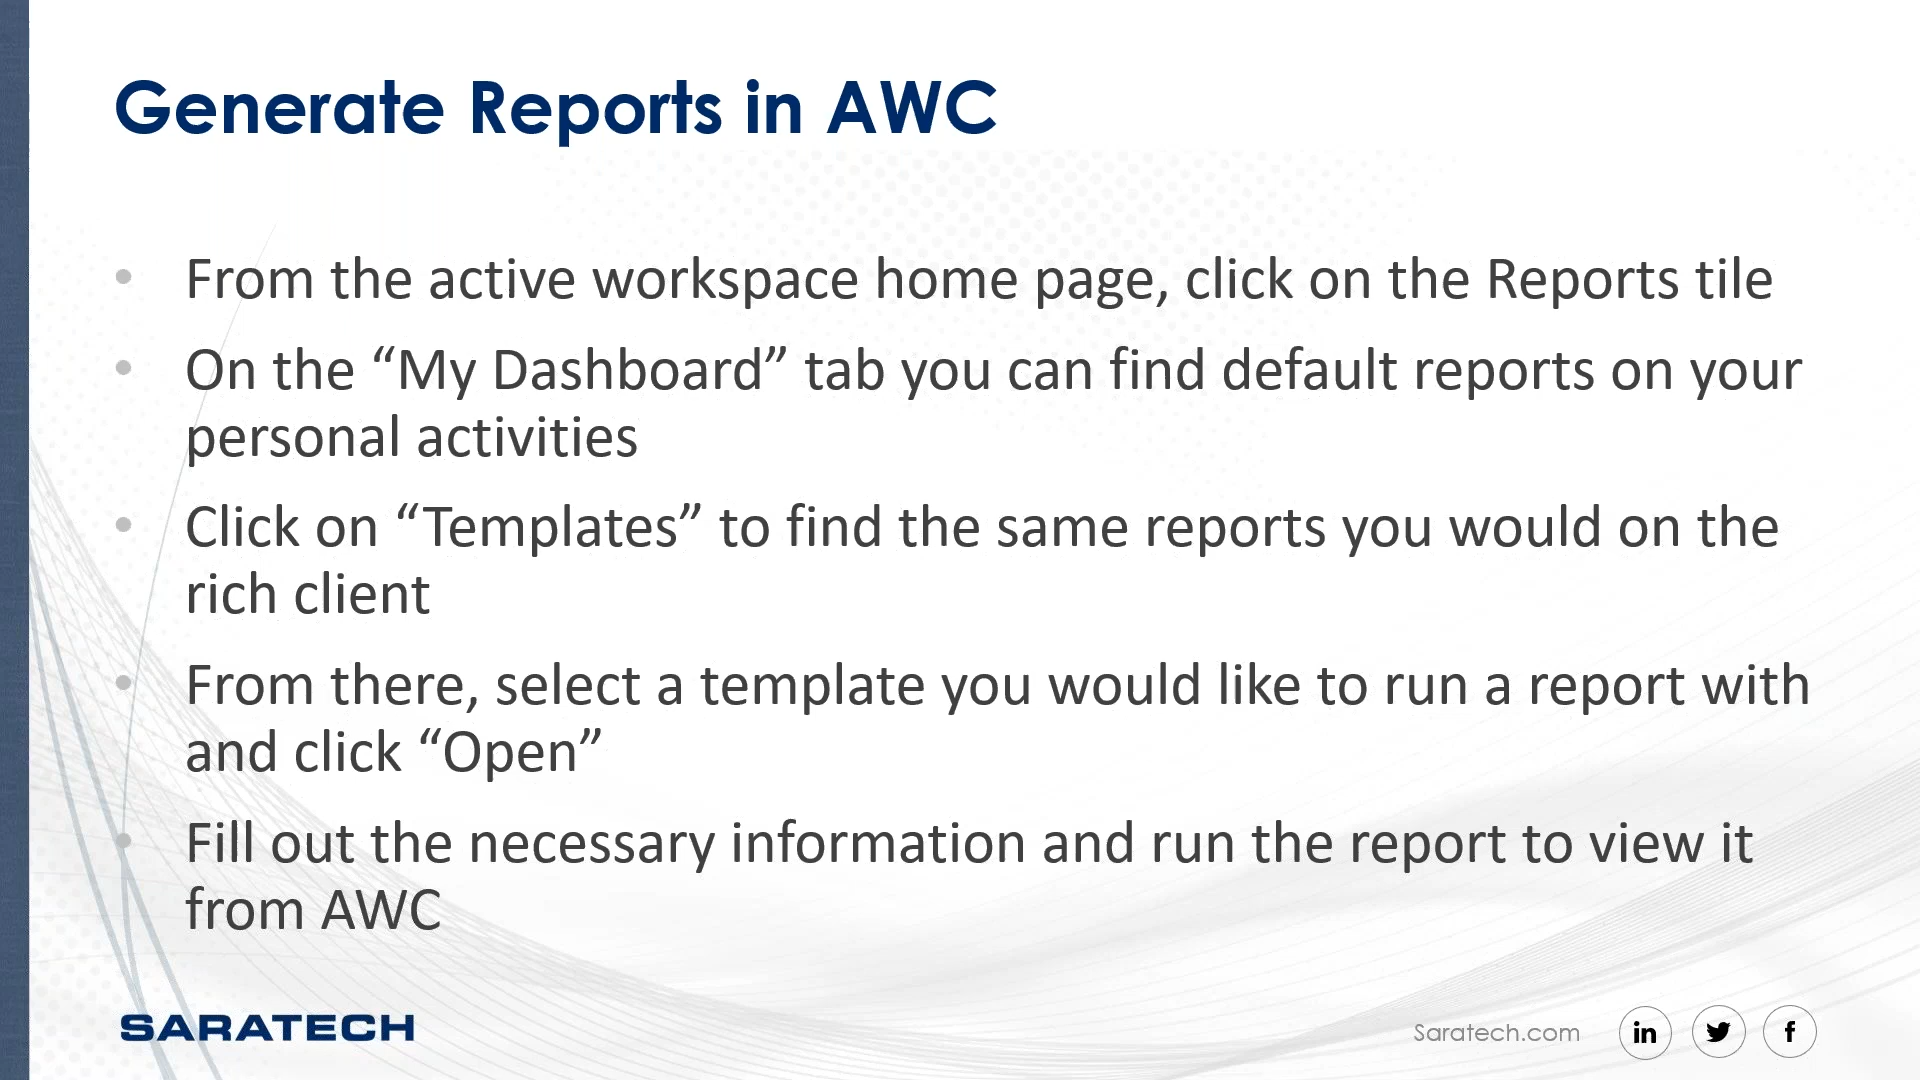 Generate Reports in AWC
• From the active workspace home page, click on the Reports tile
• On the “My Dashboard” tab you can find default reports on your
personal activities
• Click on “Templates” to find the same reports you would on the
rich client
• From there, select a template you would like to run a report with
and click “Open”
• Fill out the necessary information and run the report to view it
from AWC
SARATECH
Saratech.com
in
f